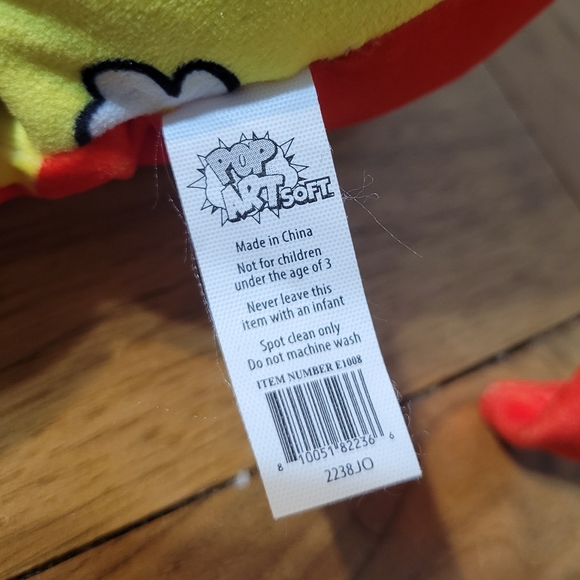 POP
ART SOFT
Made in China
Not for children
under the age of 3
Never leave this
item with an infant
Spot clean only
Do not machine wash
ITEM NUMBER E1008
8 10051 82236 6
2238JO